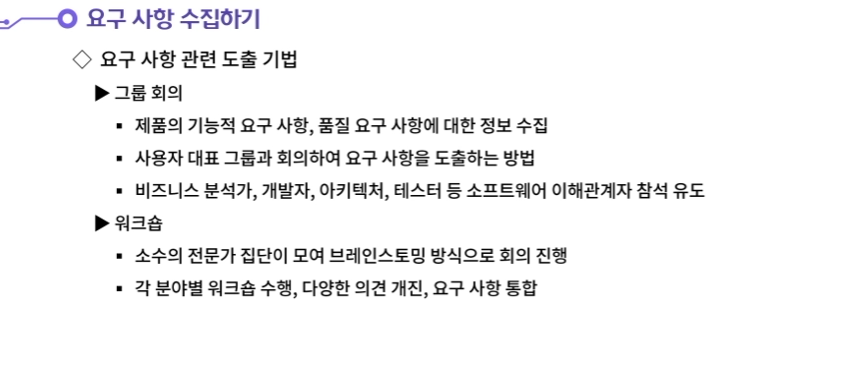 요구 사항 수집하기
◇ 요구 사항 관련 도출 기법
▶ 그룹 회의
▪ 제품의 기능적 요구 사항, 품질 요구 사항에 대한 정보 수집
▪ 사용자 대표 그룹과 회의하여 요구 사항을 도출하는 방법
▪ 비즈니스 분석가, 개발자, 아키텍처, 테스터 등 소프트웨어 이해관계자 참석 유도
▶ 워크숍
▪ 소수의 전문가 집단이 모여 브레인스토밍 방식으로 회의 진행
▪ 각 분야별 워크숍 수행, 다양한 의견 개진, 요구 사항 통합